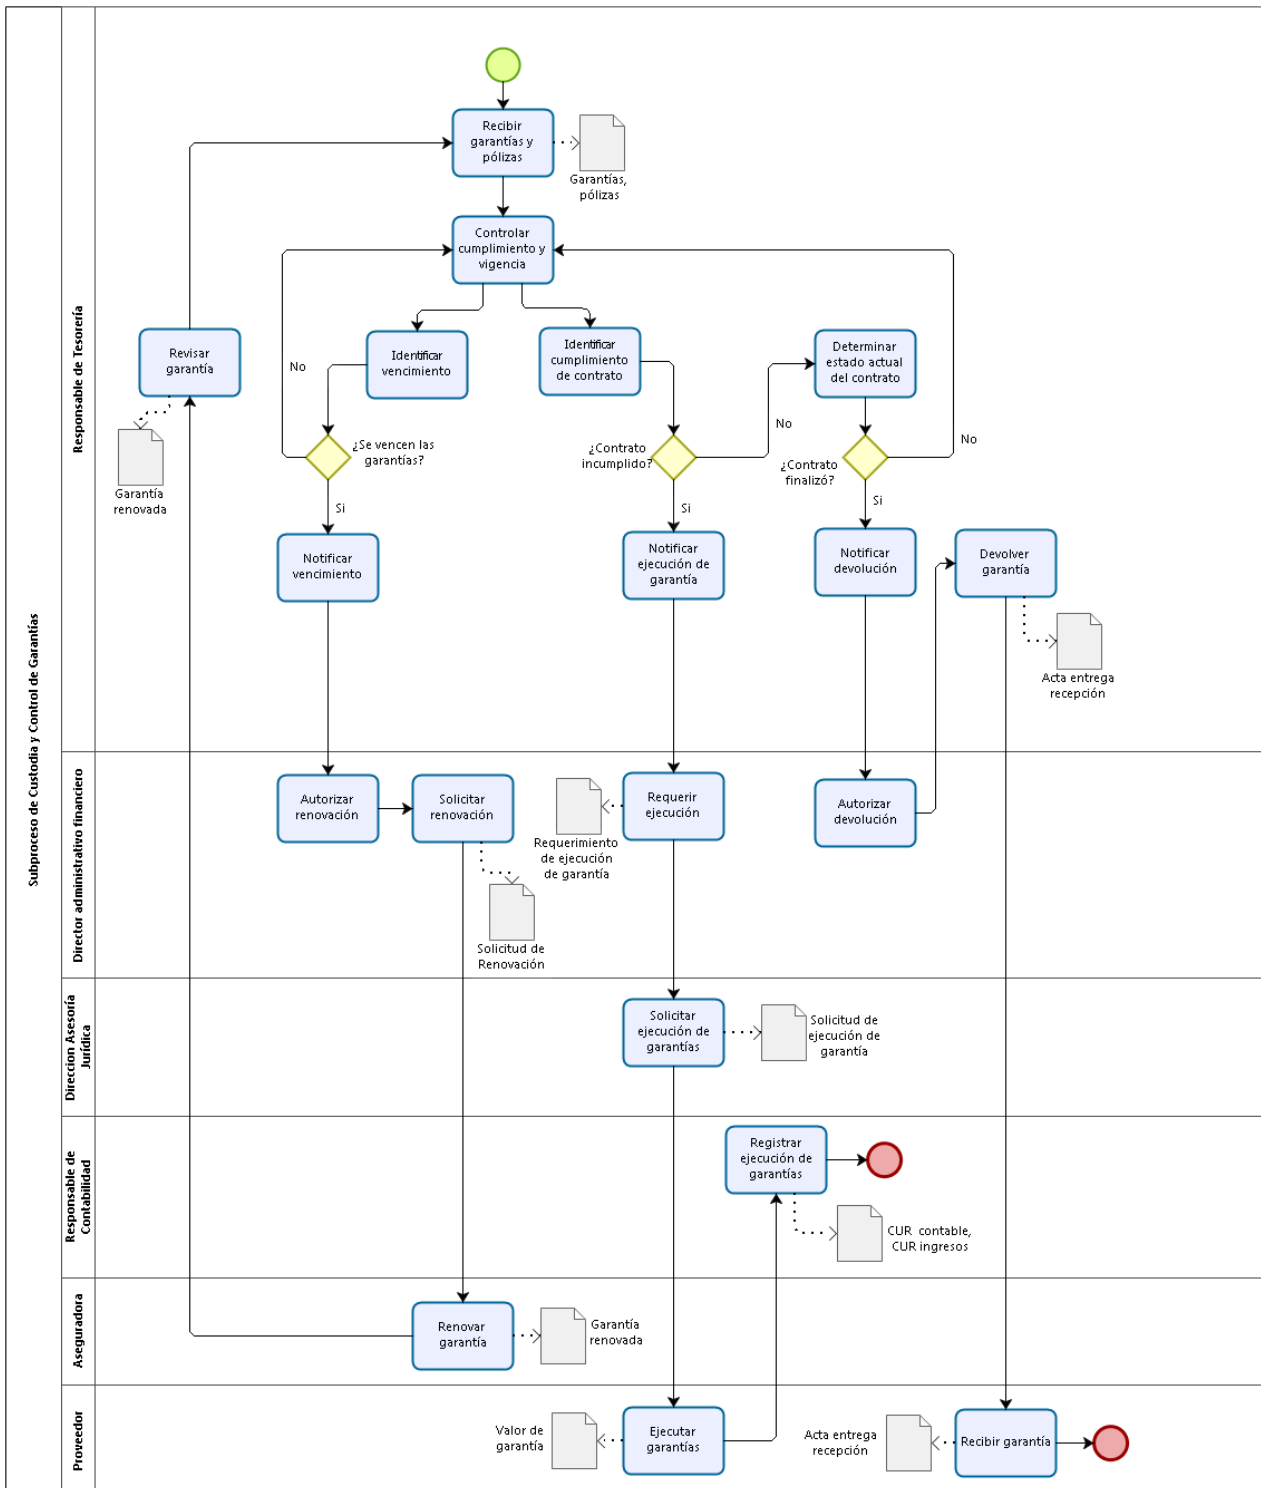 Subproceso de Custodia y Control de Garantías
Responsable de Tesorería
Recibir
garantías y
pólizas
Garantías,
pólizas
Controlar
cumplimiento y
vigencia
Revisar
garantía
Garantía
renovada
Identificar
vencimiento
Identificar
cumplimiento
de contrato
Determinar
estado actual
del contrato
No
¿Se vencen las
garantías?
Si
¿Contrato
incumplido?
No
Si
¿Contrato
finalizó?
No
Si
Notificar
vencimiento
Notificar
ejecución de
garantía
Notificar
devolución
Devolver
garantía
Acta entrega
recepción
Director administrativo financiero
Autorizar
renovación
Solicitar
renovación
Solicitud de
Renovación
Requerir
ejecución
Requerimiento
de ejecución
de garantía
Autorizar
devolución
Direccion Asesoría
Jurídica
Solicitar
ejecución de
garantías
Solicitud de
ejecución de
garantía
Responsable de
Contabilidad
Registrar
ejecución de
garantías
CUR contable,
CUR ingresos
Aseguradora
Renovar
garantía
Garantía
renovada
Proveedor
Valor de
garantía
Ejecutar
garantías
Acta entrega
recepción
Recibir garantía